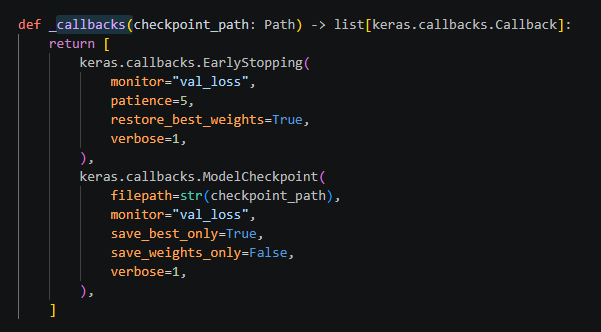 def _callbacks(checkpoint_path: Path) -> list[keras.callbacks.Callback]:
    return [
        keras.callbacks.EarlyStopping(
            monitor="val_loss",
            patience=5,
            restore_best_weights=True,
            verbose=1,
        ),
        keras.callbacks.ModelCheckpoint(
            filepath=str(checkpoint_path),
            monitor="val_loss",
            save_best_only=True,
            save_weights_only=False,
            verbose=1,
        ),
    ]